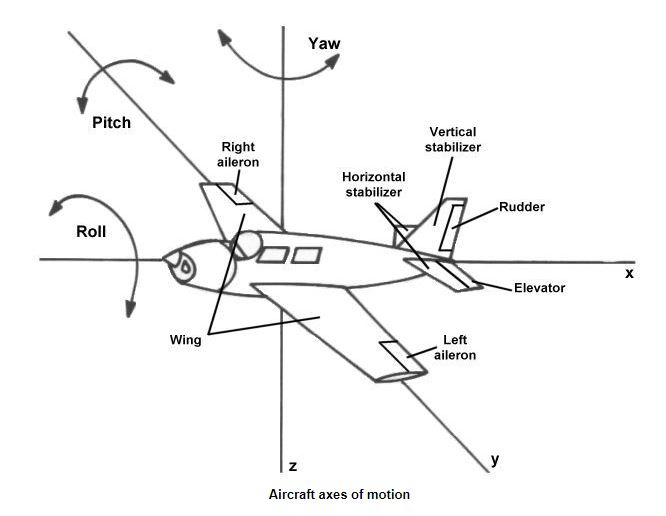 Yaw
Pitch
Right
aileron
Vertical
stabilizer
Horizontal
stabilizer
Rudder
Roll
x
Elevator
Wing
Left
aileron
y
z
Aircraft axes of motion